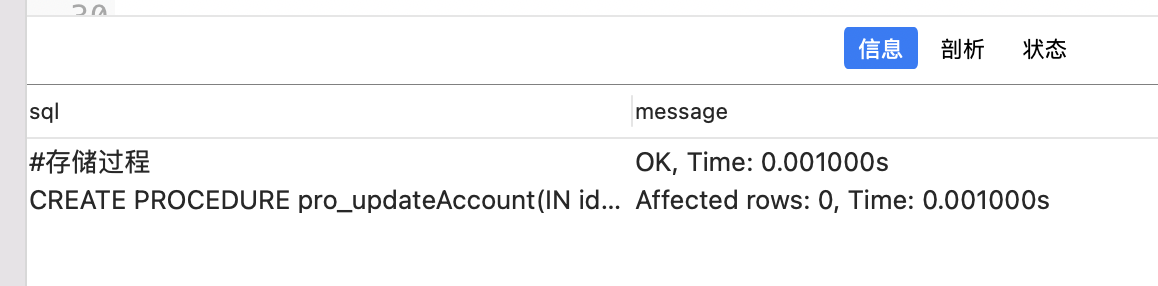 30
信息 剖析 状态
sql message
#存储过程 OK, Time: 0.001000s
CREATE PROCEDURE pro_updateAccount(IN id... Affected rows: 0, Time: 0.001000s